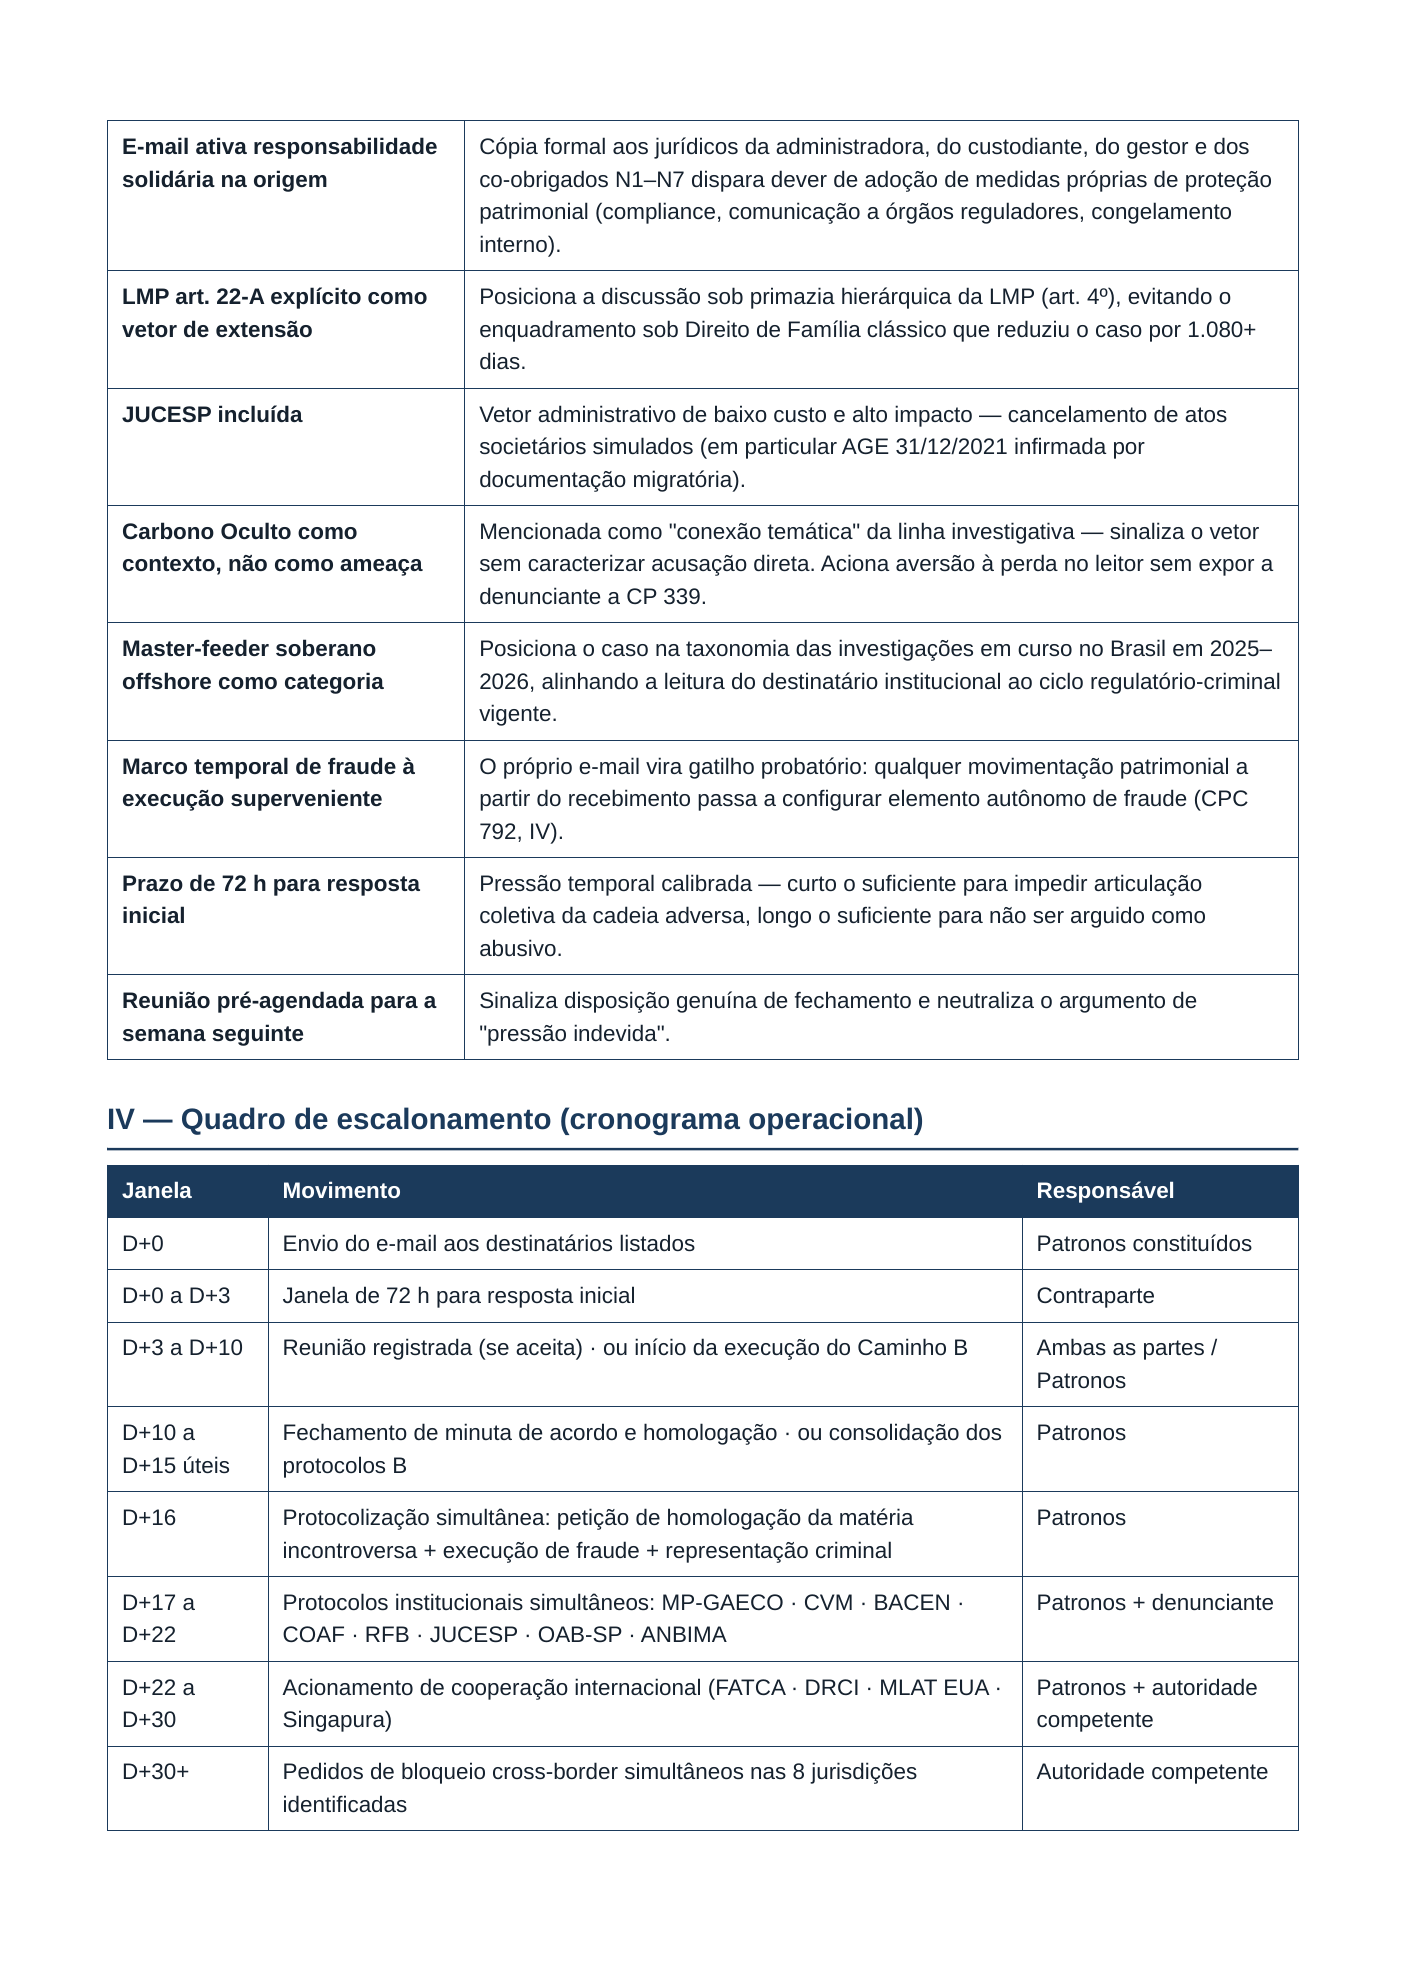 E-mail ativa responsabilidade
solidária na origem
Cópia formal aos jurídicos da administradora, do custodiante, do gestor e dos
co-obrigados N1–N7 dispara dever de adoção de medidas próprias de proteção
patrimonial (compliance, comunicação a órgãos reguladores, congelamento
interno).
LMP art. 22-A explícito como
vetor de extensão
Posiciona a discussão sob primazia hierárquica da LMP (art. 4º), evitando o
enquadramento sob Direito de Família clássico que reduziu o caso por 1.080+
dias.
JUCESP incluída
Vetor administrativo de baixo custo e alto impacto — cancelamento de atos
societários simulados (em particular AGE 31/12/2021 infirmada por
documentação migratória).
Carbono Oculto como
contexto, não como ameaça
Mencionada como "conexão temática" da linha investigativa — sinaliza o vetor
sem caracterizar acusação direta. Aciona aversão à perda no leitor sem expor a
denunciante a CP 339.
Master-feeder soberano
offshore como categoria
Posiciona o caso na taxonomia das investigações em curso no Brasil em 2025–
2026, alinhando a leitura do destinatário institucional ao ciclo regulatório-criminal
vigente.
Marco temporal de fraude à
execução superveniente
O próprio e-mail vira gatilho probatório: qualquer movimentação patrimonial a
partir do recebimento passa a configurar elemento autônomo de fraude (CPC
792, IV).
Prazo de 72 h para resposta
inicial
Pressão temporal calibrada — curto o suficiente para impedir articulação
coletiva da cadeia adversa, longo o suficiente para não ser arguido como
abusivo.
Reunião pré-agendada para a
semana seguinte
Sinaliza disposição genuína de fechamento e neutraliza o argumento de
"pressão indevida".
IV — Quadro de escalonamento (cronograma operacional)
Janela
Movimento
Responsável
D+0
Envio do e-mail aos destinatários listados
Patronos constituídos
D+0 a D+3
Janela de 72 h para resposta inicial
Contraparte
D+3 a D+10
Reunião registrada (se aceita) · ou início da execução do Caminho B
Ambas as partes /
Patronos
D+10 a
D+15 úteis
Fechamento de minuta de acordo e homologação · ou consolidação dos
protocolos B
Patronos
D+16
Protocolização simultânea: petição de homologação da matéria
incontroversa + execução de fraude + representação criminal
Patronos
D+17 a
D+22
Protocolos institucionais simultâneos: MP-GAECO · CVM · BACEN ·
COAF · RFB · JUCESP · OAB-SP · ANBIMA
Patronos + denunciante
D+22 a
D+30
Acionamento de cooperação internacional (FATCA · DRCI · MLAT EUA ·
Singapura)
Patronos + autoridade
competente
D+30+
Pedidos de bloqueio cross-border simultâneos nas 8 jurisdições
identificadas
Autoridade competente